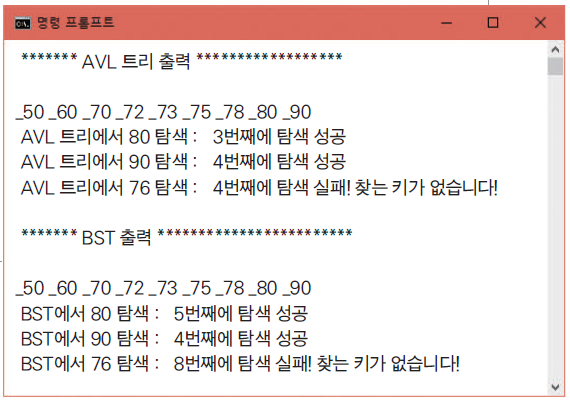 명령 프롬프트
******* AVL 트리 출력 ******************
_50 _60 _70 _72 _73 _75 _78 _80 _90
AVL 트리에서 80 탐색 : 3번째에 탐색 성공
AVL 트리에서 90 탐색 : 4번째에 탐색 성공
AVL 트리에서 76 탐색 : 4번째에 탐색 실패! 찾는 키가 없습니다!
******* BST 출력 ************************
_50 _60 _70 _72 _73 _75 _78 _80 _90
BST에서 80 탐색 : 5번째에 탐색 성공
BST에서 90 탐색 : 4번째에 탐색 성공
BST에서 76 탐색 : 8번째에 탐색 실패! 찾는 키가 없습니다!